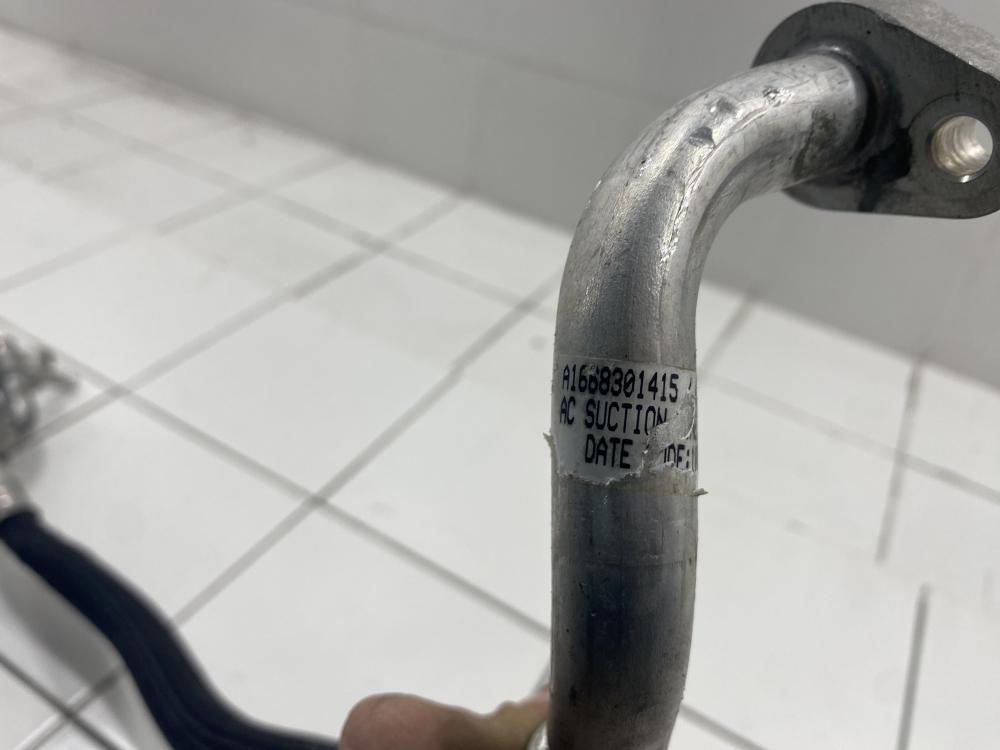 A1668301415
AC SUCTION
DATE